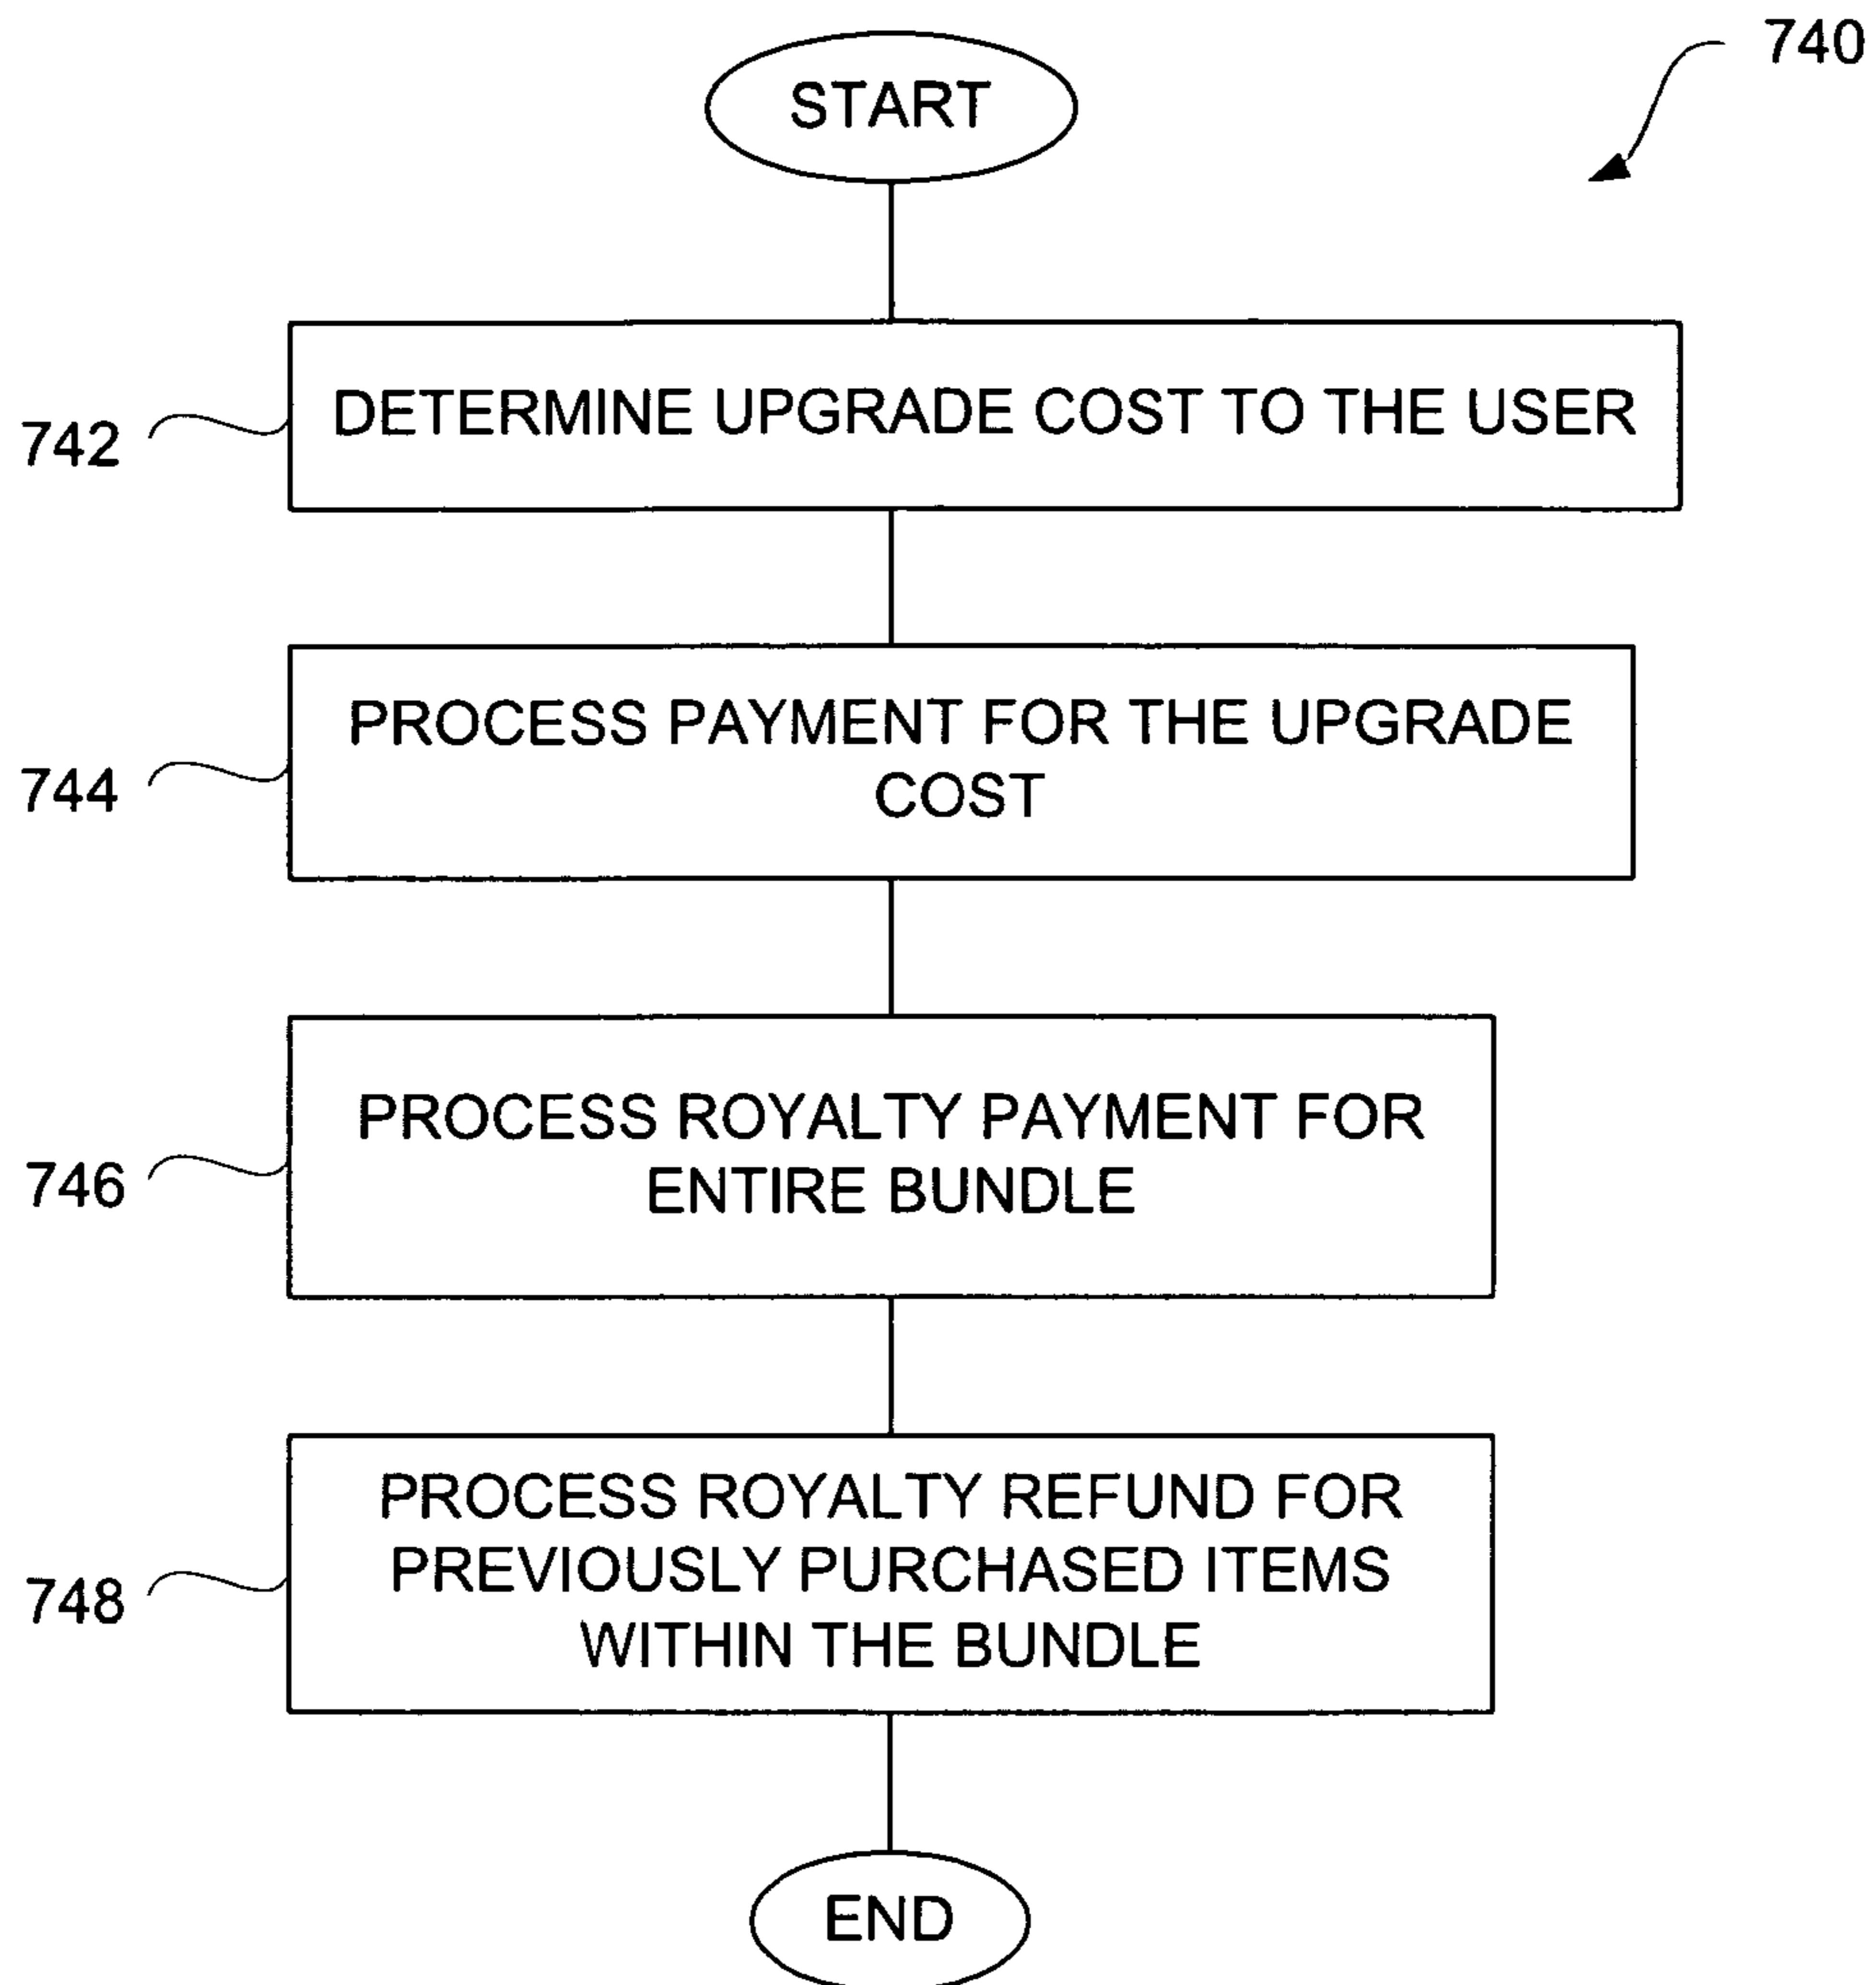 740
START
742
DETERMINE UPGRADE COST TO THE USER
744
PROCESS PAYMENT FOR THE UPGRADE
COST
746
PROCESS ROYALTY PAYMENT FOR
ENTIRE BUNDLE
748
PROCESS ROYALTY REFUND FOR
PREVIOUSLY PURCHASED ITEMS
WITHIN THE BUNDLE
END